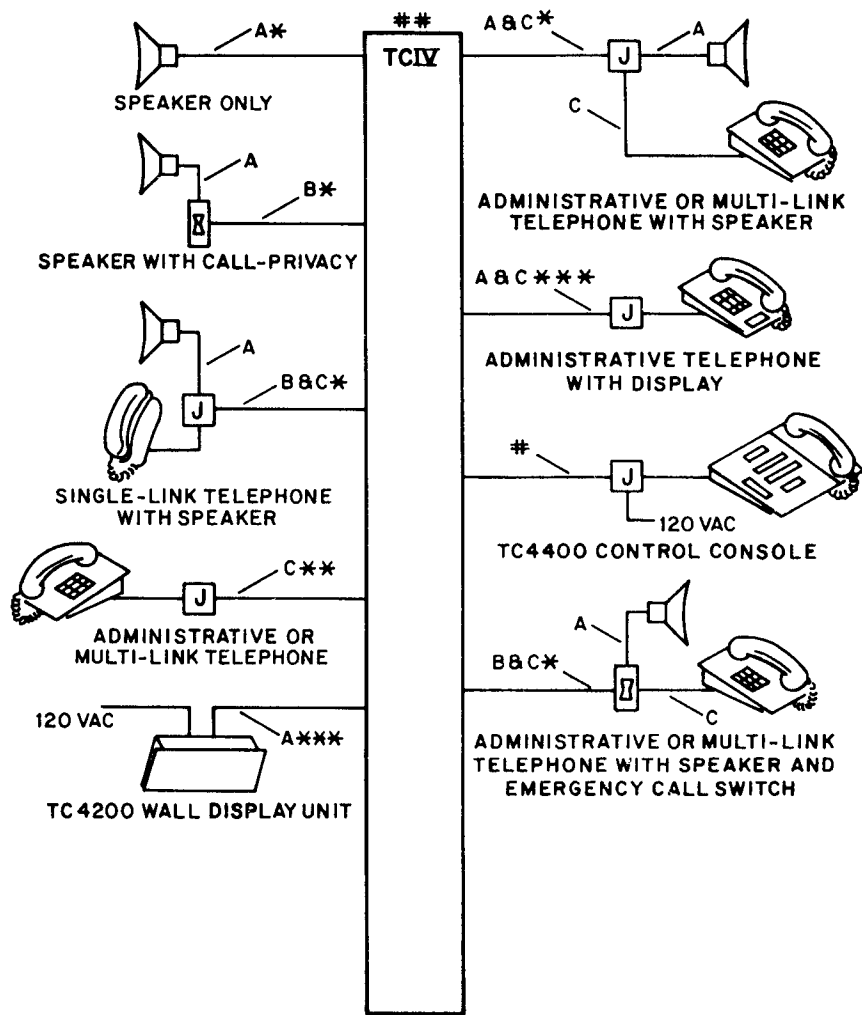 ##
TCIV
A*
SPEAKER ONLY
A
B*
SPEAKER WITH CALL-PRIVACY
A
B&C*
J
SINGLE-LINK TELEPHONE
WITH SPEAKER
C**
J
ADMINISTRATIVE OR
MULTI-LINK TELEPHONE
120 VAC
A***
TC4200 WALL DISPLAY UNIT
A&C*
J
A
C
ADMINISTRATIVE OR MULTI-LINK
TELEPHONE WITH SPEAKER
A&C***
J
ADMINISTRATIVE TELEPHONE
WITH DISPLAY
#
J
120 VAC
TC4400 CONTROL CONSOLE
A
B&C*
C
ADMINISTRATIVE OR MULTI-LINK
TELEPHONE WITH SPEAKER AND
EMERGENCY CALL SWITCH